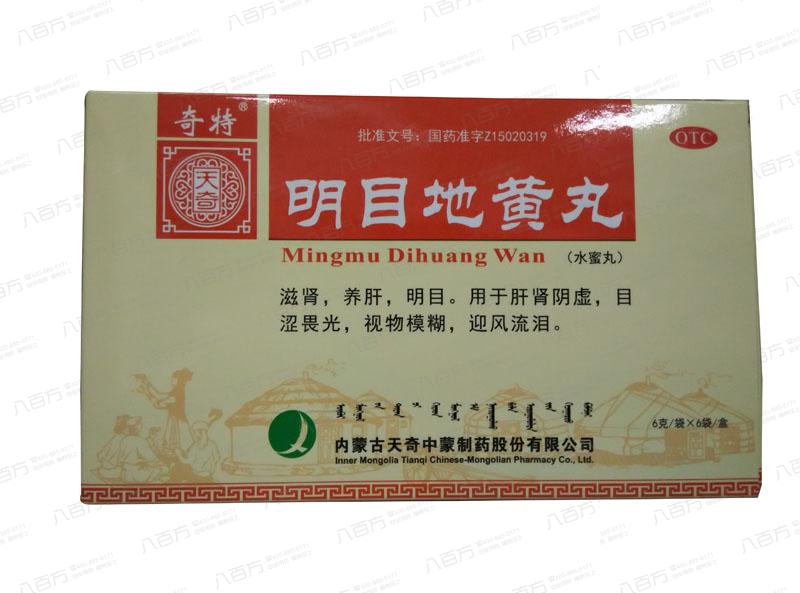 奇特®
天奇
批准文号：国药准字Z15020319
OTC
明目地黄丸
Mingmu Dihuang Wan （水蜜丸）
滋肾，养肝，明目。用于肝肾阴虚，目
涩畏光，视物模糊，迎风流泪。
6克/袋×6袋/盒
内蒙古天奇中蒙制药股份有限公司
Inner Mongolia Tianqi Chinese-Mongolian Pharmacy Co., Ltd.
八百方